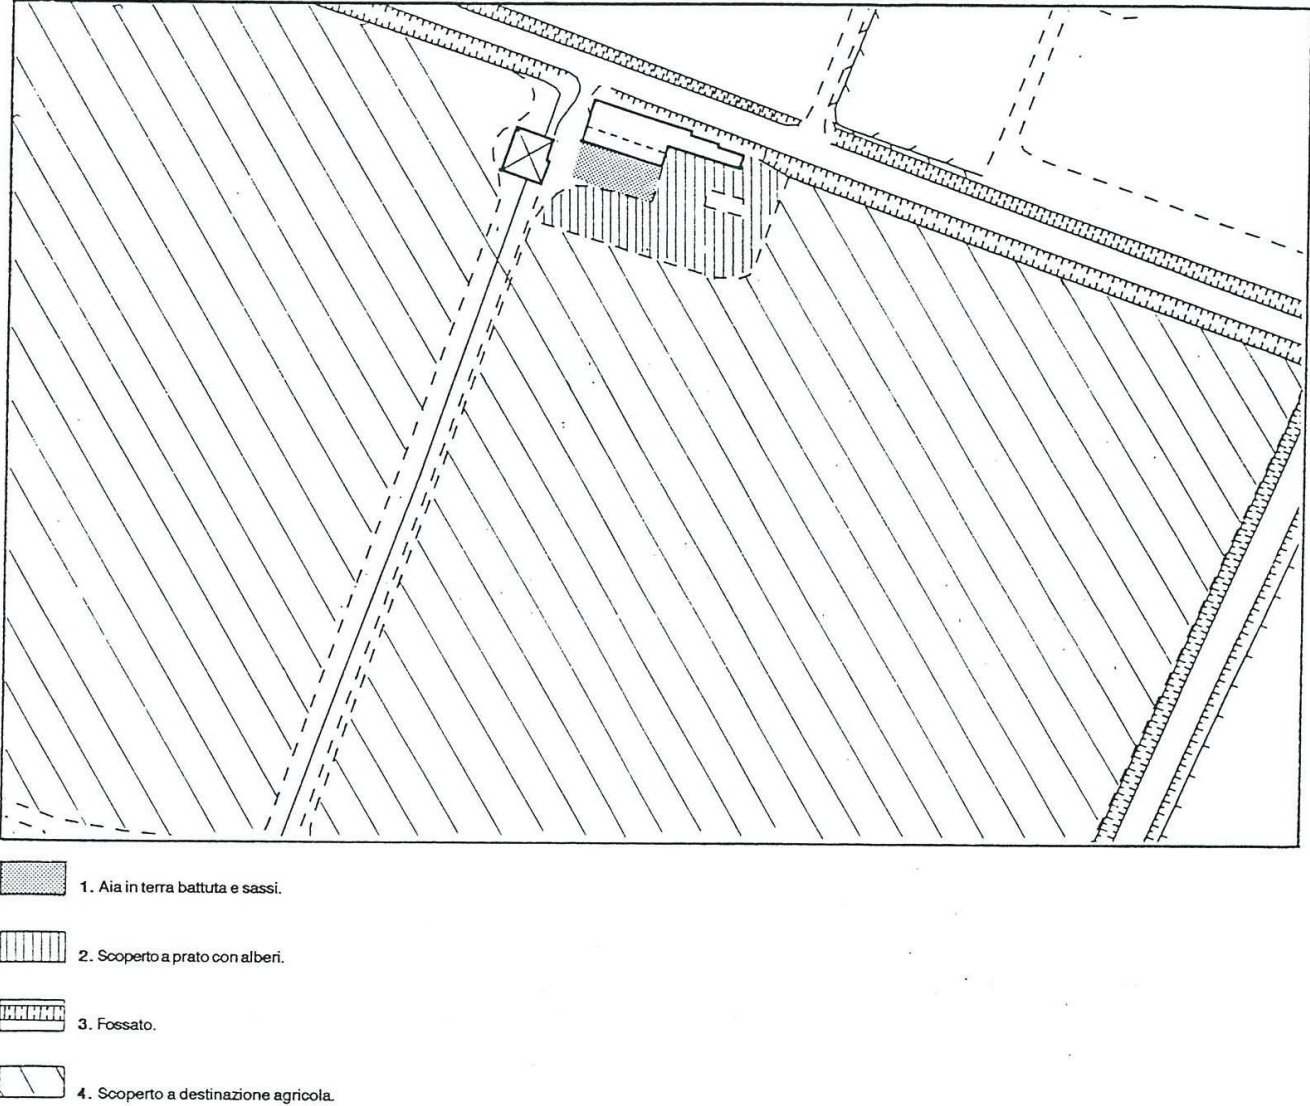 1. Aia in terra battuta e sassi.
2. Scoperto a prato con alberi.
3. Fossato.
4. Scoperto a destinazione agricola.